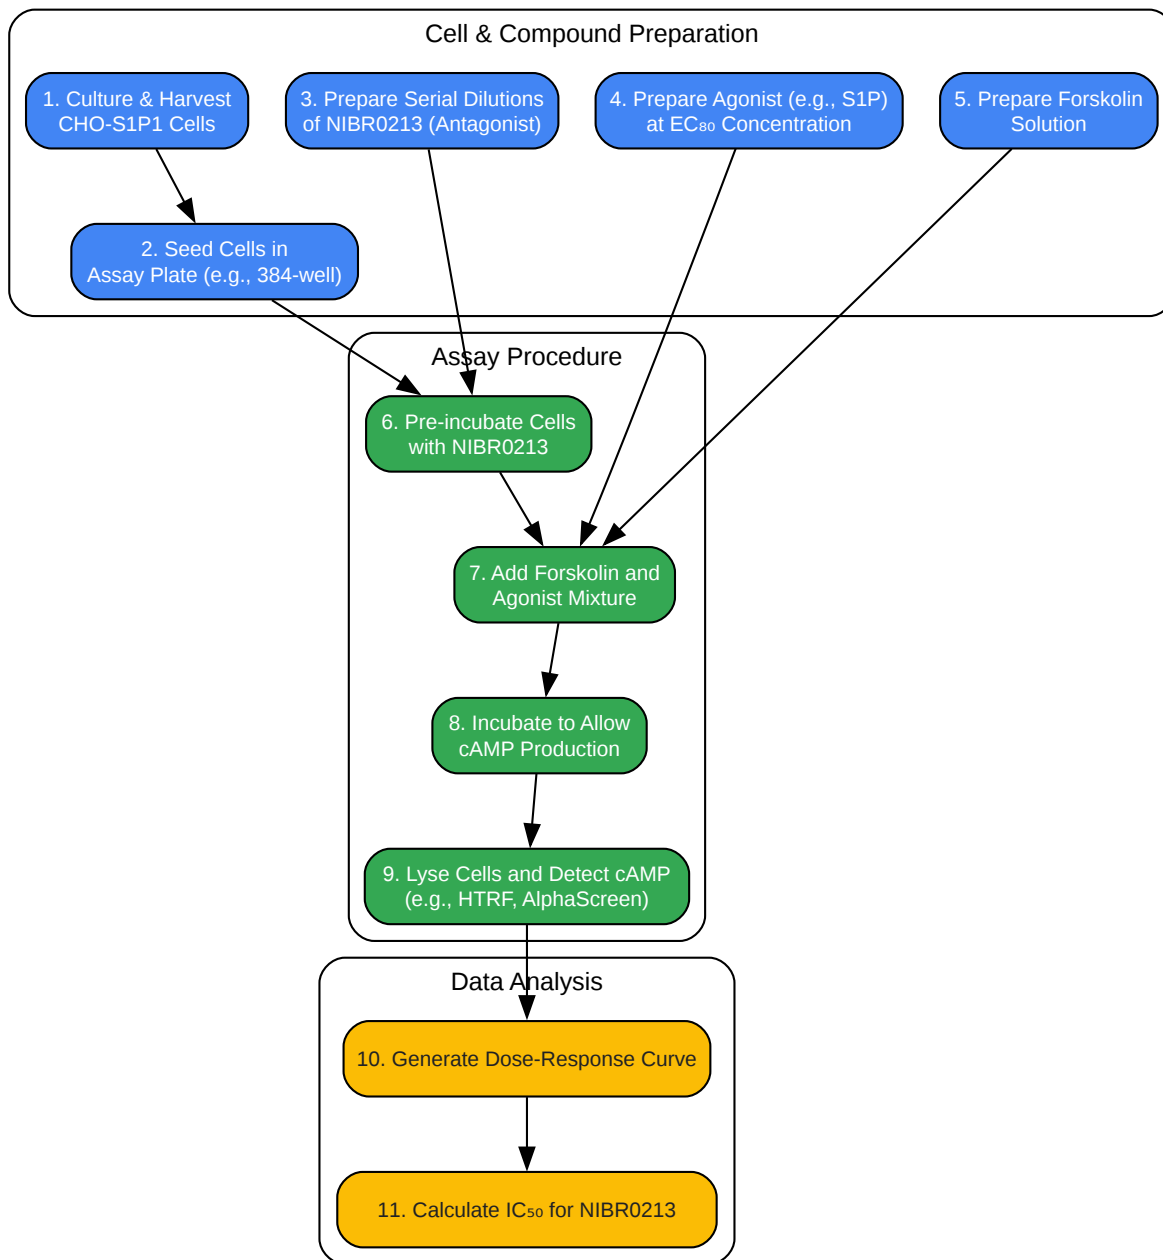 Cell & Compound Preparation
1. Culture & Harvest
CHO-S1P1 Cells
3. Prepare Serial Dilutions
of NIBR0213 (Antagonist)
4. Prepare Agonist (e.g., S1P)
at EC₈₀ Concentration
5. Prepare Forskolin
Solution
2. Seed Cells in
Assay Plate (e.g., 384-well)
Assay Procedure
6. Pre-incubate Cells
with NIBR0213
7. Add Forskolin and
Agonist Mixture
8. Incubate to Allow
cAMP Production
9. Lyse Cells and Detect cAMP
(e.g., HTRF, AlphaScreen)
Data Analysis
10. Generate Dose-Response Curve
11. Calculate IC₅₀ for NIBR0213